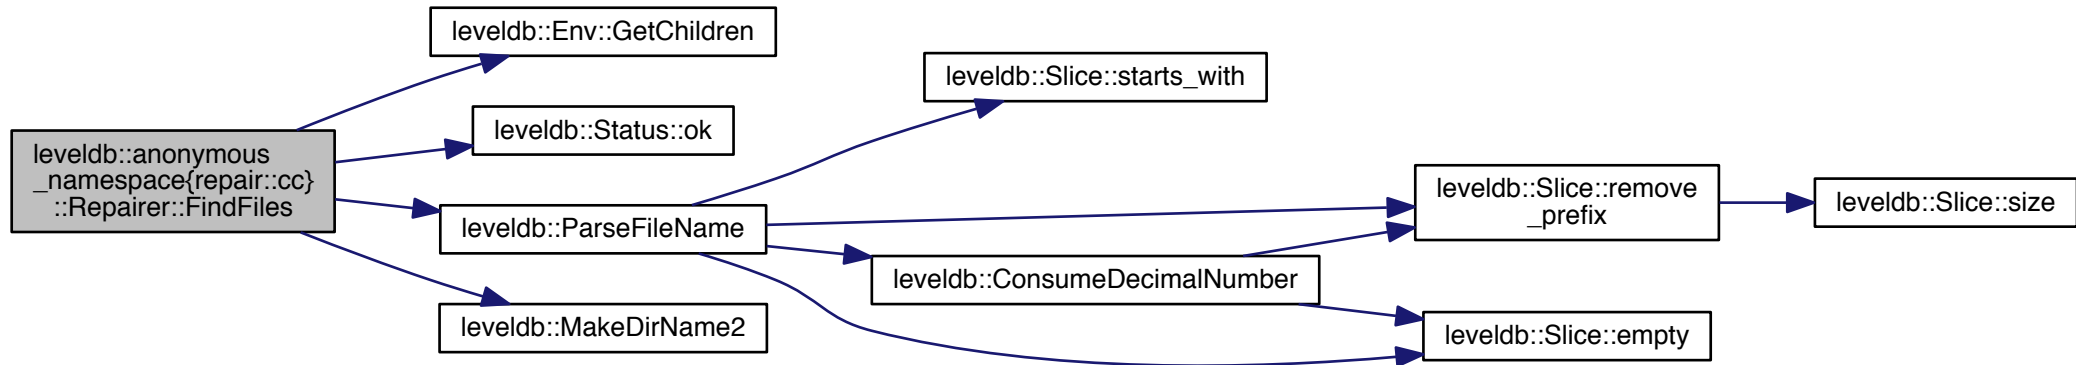 leveldb::Env::GetChildren
leveldb::Slice::starts_with
leveldb::Status::ok
leveldb::anonymous
_namespace{repair::cc}
::Repairer::FindFiles
leveldb::ParseFileName
leveldb::Slice::remove
_prefix
leveldb::Slice::size
leveldb::ConsumeDecimalNumber
leveldb::MakeDirName2
leveldb::Slice::empty